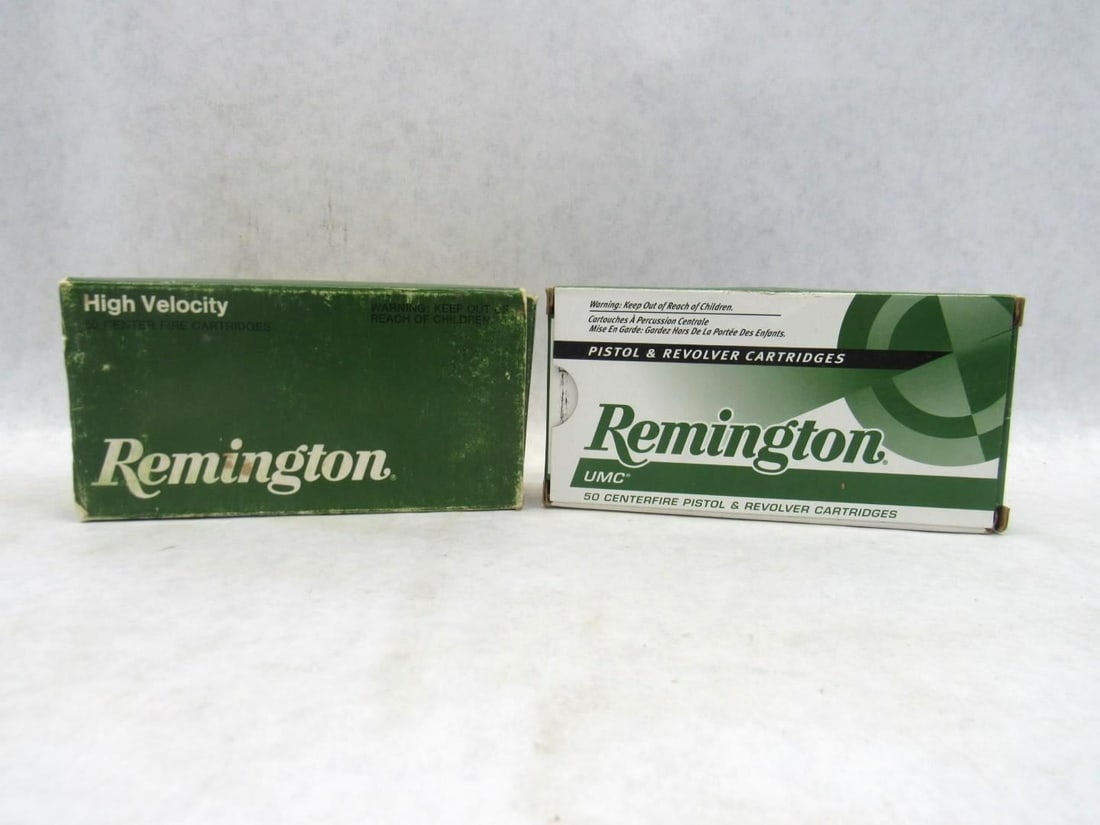 High Velocity
50 CENTER FIRE CARTRIDGES
WARNING: KEEP OUT OF
REACH OF CHILDREN.
Remington®
Warning: Keep Out of Reach of Children.
Cartouches À Percussion Centrale
Mise En Garde: Gardez Hors De La Portée Des Enfants.
PISTOL & REVOLVER CARTRIDGES
Remington®
UMC®
50 CENTERFIRE PISTOL & REVOLVER CARTRIDGES